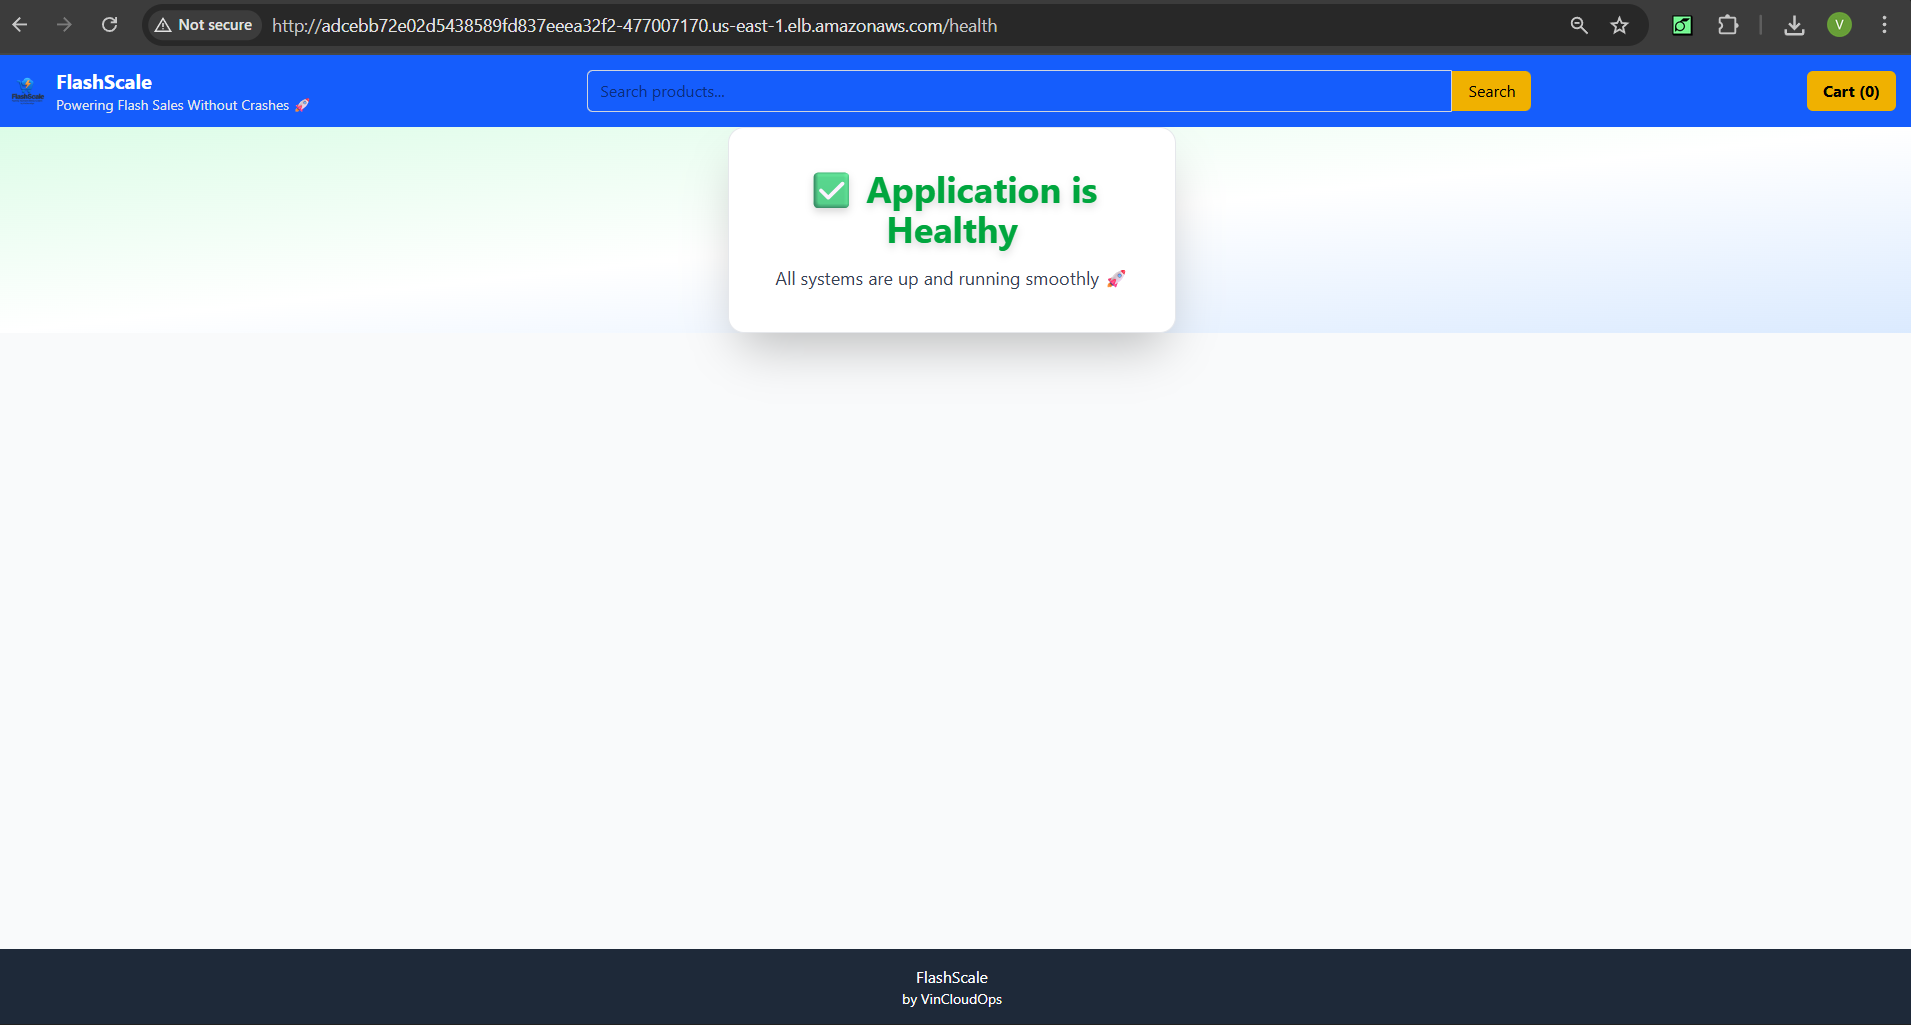 Not secure
http://adcebb72e02d5438589fd837eeea32f2-477007170.us-east-1.elb.amazonaws.com/health
V
FlashScale
FlashScale
Powering Flash Sales Without Crashes 🚀
Search products...
Search
Cart (0)
✅ Application is
Healthy
All systems are up and running smoothly 🚀
FlashScale
by VinCloudOps